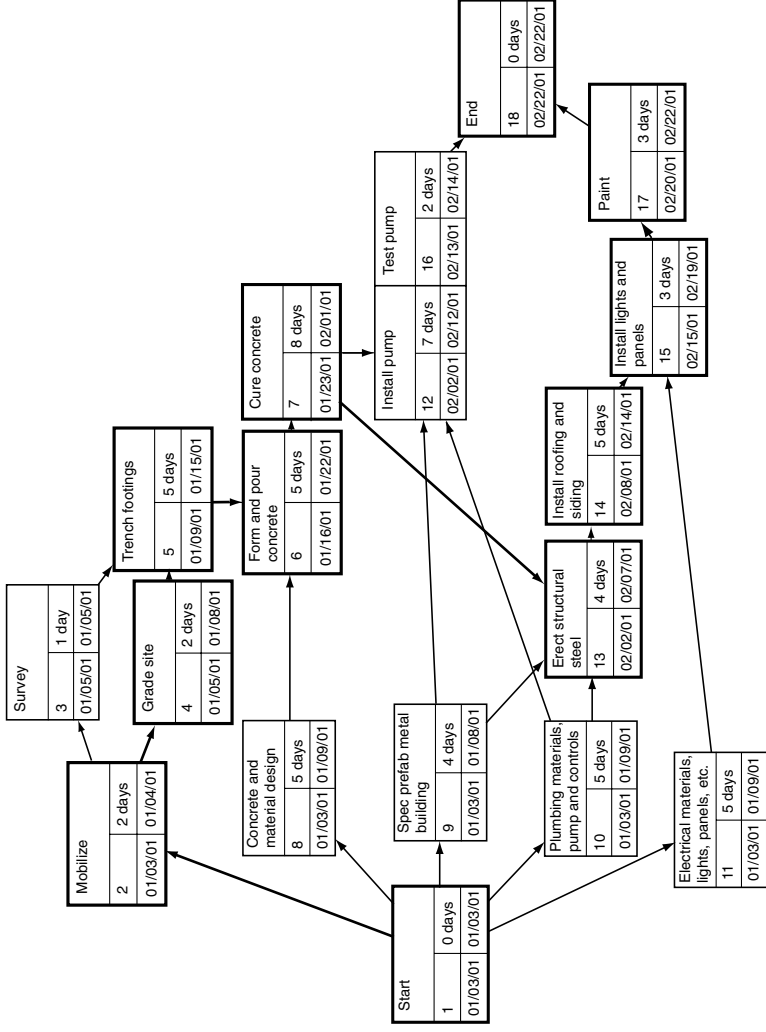 Start
1 0 days
01/03/01 01/03/01
Mobilize
2 2 days
01/03/01 01/04/01
Survey
3 1 day
01/05/01 01/05/01
Grade site
4 2 days
01/05/01 01/08/01
Trench footings
5 5 days
01/09/01 01/15/01
Concrete and
material design
8 5 days
01/03/01 01/09/01
Form and pour
concrete
6 5 days
01/16/01 01/22/01
Cure concrete
7 8 days
01/23/01 02/01/01
Spec prefab metal
building
9 4 days
01/03/01 01/08/01
Install pump
12 7 days
02/02/01 02/12/01
Test pump
16 2 days
02/13/01 02/14/01
End
18 0 days
02/22/01 02/22/01
Plumbing materials,
pump and controls
10 5 days
01/03/01 01/09/01
Erect structural
steel
13 4 days
02/02/01 02/07/01
Install roofing and
siding
14 5 days
02/08/01 02/14/01
Install lights and
panels
15 3 days
02/15/01 02/19/01
Paint
17 3 days
02/20/01 02/22/01
Electrical materials,
lights, panels, etc.
11 5 days
01/03/01 01/09/01